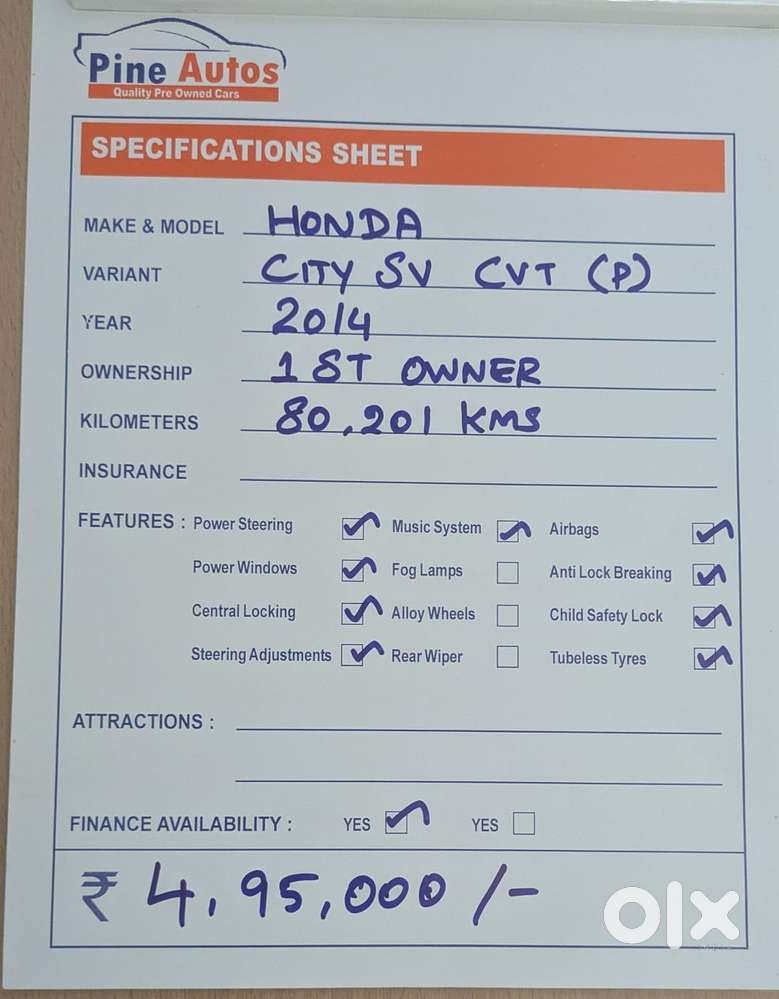 Pine Autos
Quality Pre Owned Cars
SPECIFICATIONS SHEET
MAKE & MODEL HONDA
VARIANT CITY SV CVT (P)
YEAR 2014
OWNERSHIP 1ST OWNER
KILOMETERS 80,201 KMS
INSURANCE
FEATURES : Power Steering Music System Airbags
Power Windows Fog Lamps Anti Lock Breaking
Central Locking Alloy Wheels Child Safety Lock
Steering Adjustments Rear Wiper Tubeless Tyres
ATTRACTIONS :
FINANCE AVAILABILITY : YES YES
₹ 4,95,000/-
olx